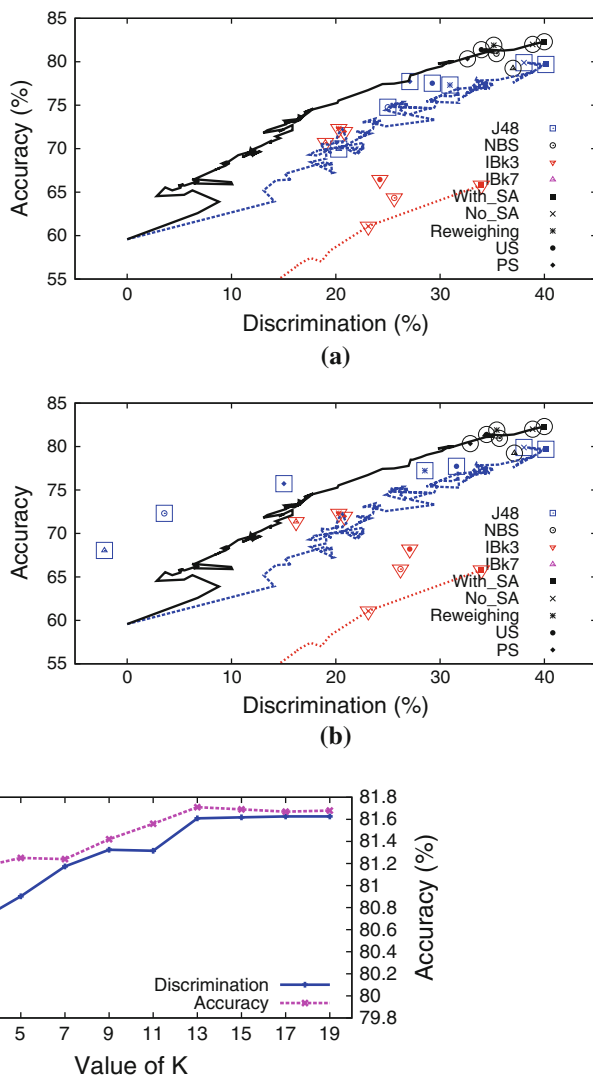 85
80
75
70
65
60
55
Accuracy (%)
0 10 20 30 40
Discrimination (%)
J48
NBS
IBk3
IBk7
With_SA
No_SA
Reweighing
US
PS
(a)
85
80
75
70
65
60
55
Accuracy
0 10 20 30 40
Discrimination (%)
J48
NBS
IBk3
IBk7
With_SA
No_SA
Reweighing
US
PS
(b)
81.8
81.6
81.4
81.2
81
80.8
80.6
80.4
80.2
80
79.8
Accuracy (%)
Discrimination
Accuracy
5 7 9 11 13 15 17 19
Value of K